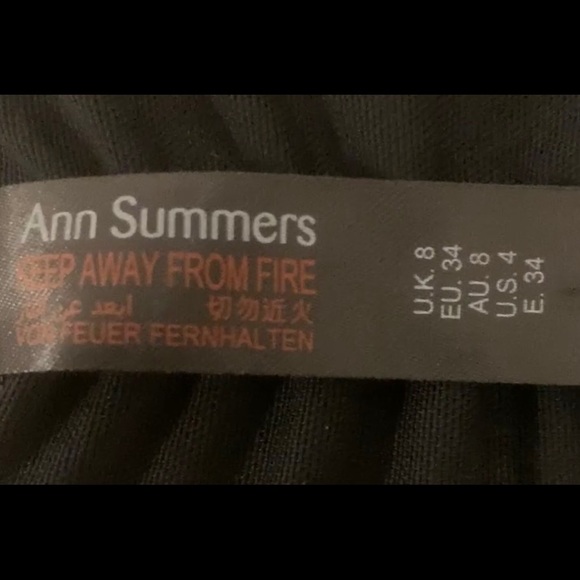 Ann Summers
KEEP AWAY FROM FIRE
ابعد عن النار 切勿近火
VON FEUER FERNHALTEN
U.K. 8
EU. 34
AU. 8
U.S. 4
E. 34